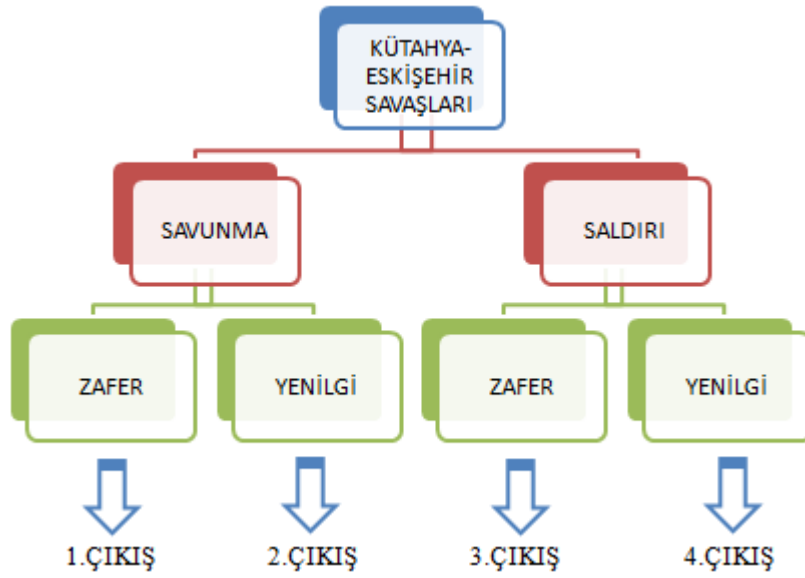 KÜTAHYA-
ESKİŞEHİR
SAVAŞLARI
SAVUNMA
SALDIRI
ZAFER
YENİLGİ
ZAFER
YENİLGİ
1.ÇIKIŞ
2.ÇIKIŞ
3.ÇIKIŞ
4.ÇIKIŞ